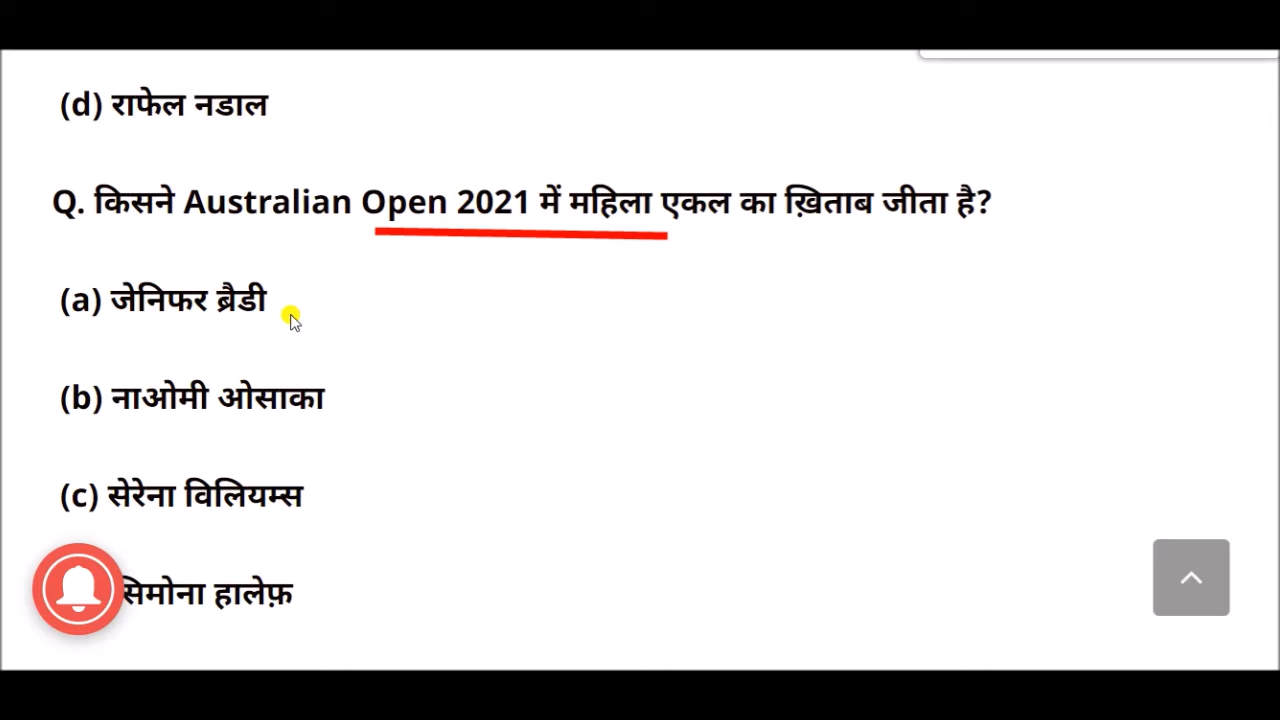 (d) राफेल नडाल
Q. किसने Australian Open 2021 में महिला एकल का ख़िताब जीता है?
(a) जेनिफर ब्रैडी
(b) नाओमी ओसाका
(c) सेरेना विलियम्स
सिमोना हालेफ़